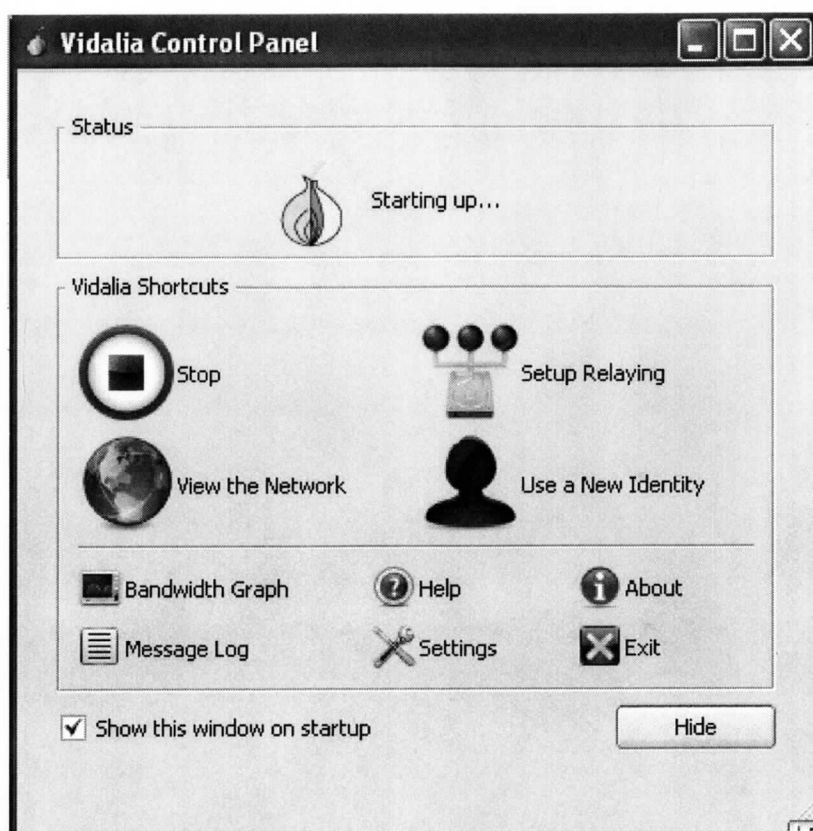 Vidalia Control Panel
Status
Starting up...
Vidalia Shortcuts
Stop
Setup Relaying
View the Network
Use a New Identity
Bandwidth Graph
Help
About
Message Log
Settings
Exit
Show this window on startup
Hide